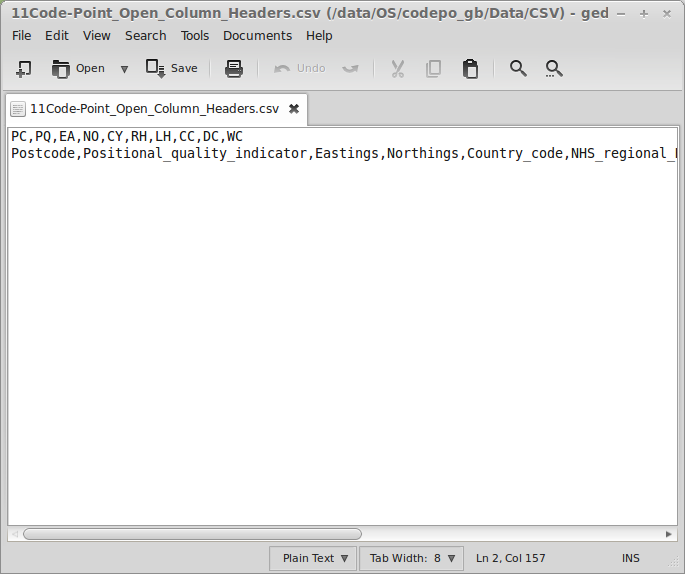 11Code-Point_Open_Column_Headers.csv (/data/OS/codepo_gb/Data/CSV) - ged
File Edit View Search Tools Documents Help
Open Save Undo
11Code-Point_Open_Column_Headers.csv
PC,PQ,EA,NO,CY,RH,LH,CC,DC,WC
Postcode,Positional_quality_indicator,Eastings,Northings,Country_code,NHS_regional_
Plain Text Tab Width: 8 Ln 2, Col 157 INS